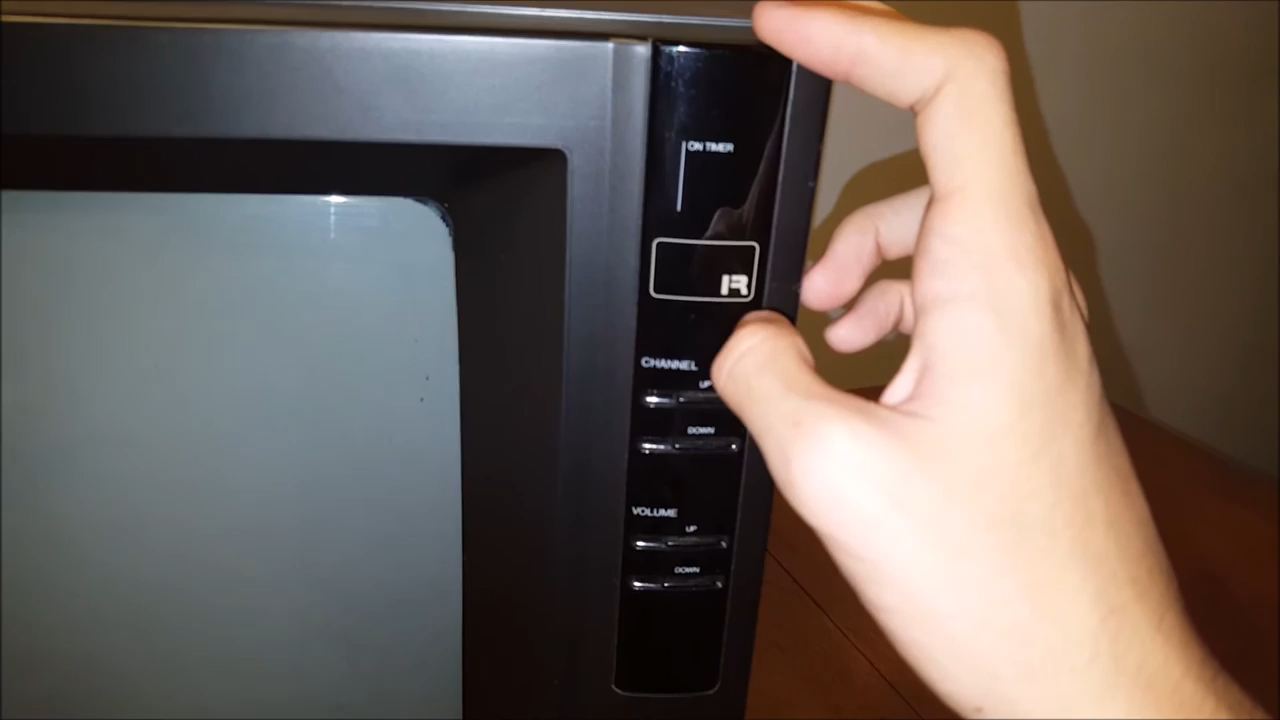 ON TIMER
IR
CHANNEL
UP
DOWN
VOLUME
UP
DOWN